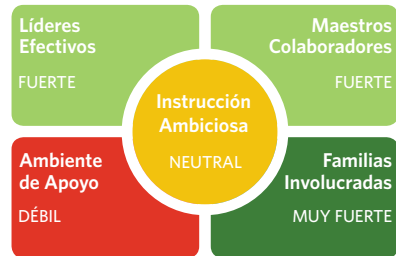 Líderes
Efectivos
FUERTE
Maestros
Colaboradores
FUERTE
Instrucción
Ambiciosa
NEUTRAL
Ambiente
de Apoyo
DÉBIL
Familias
Involucradas
MUY FUERTE